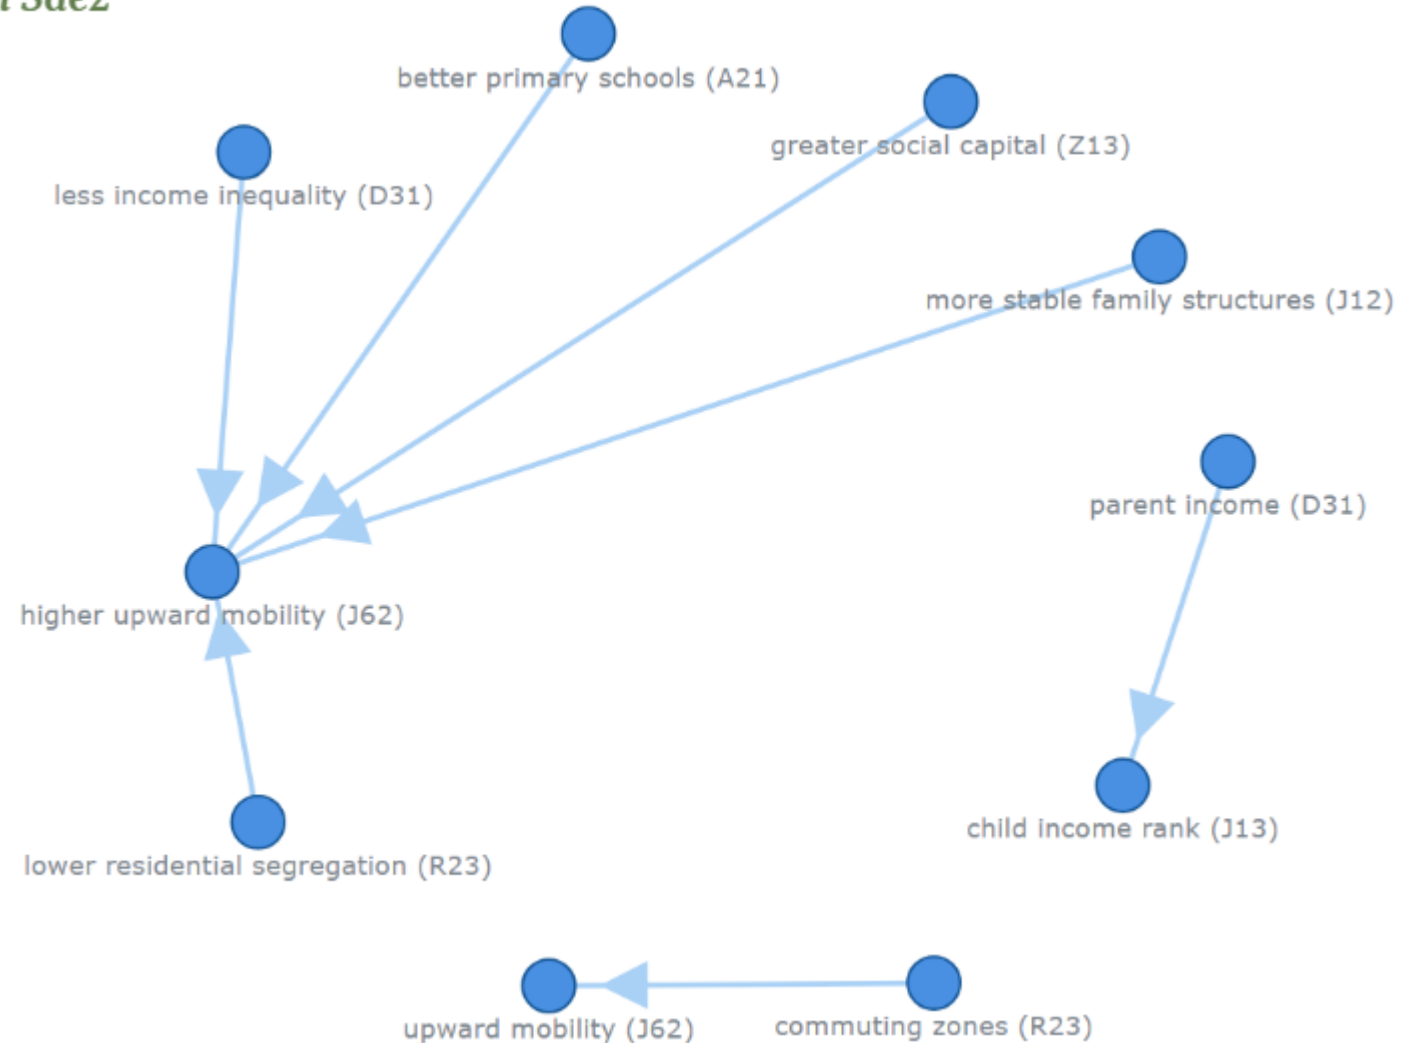 Saez
better primary schools (A21)
greater social capital (Z13)
less income inequality (D31)
more stable family structures (J12)
parent income (D31)
higher upward mobility (J62)
child income rank (J13)
lower residential segregation (R23)
upward mobility (J62)
commuting zones (R23)